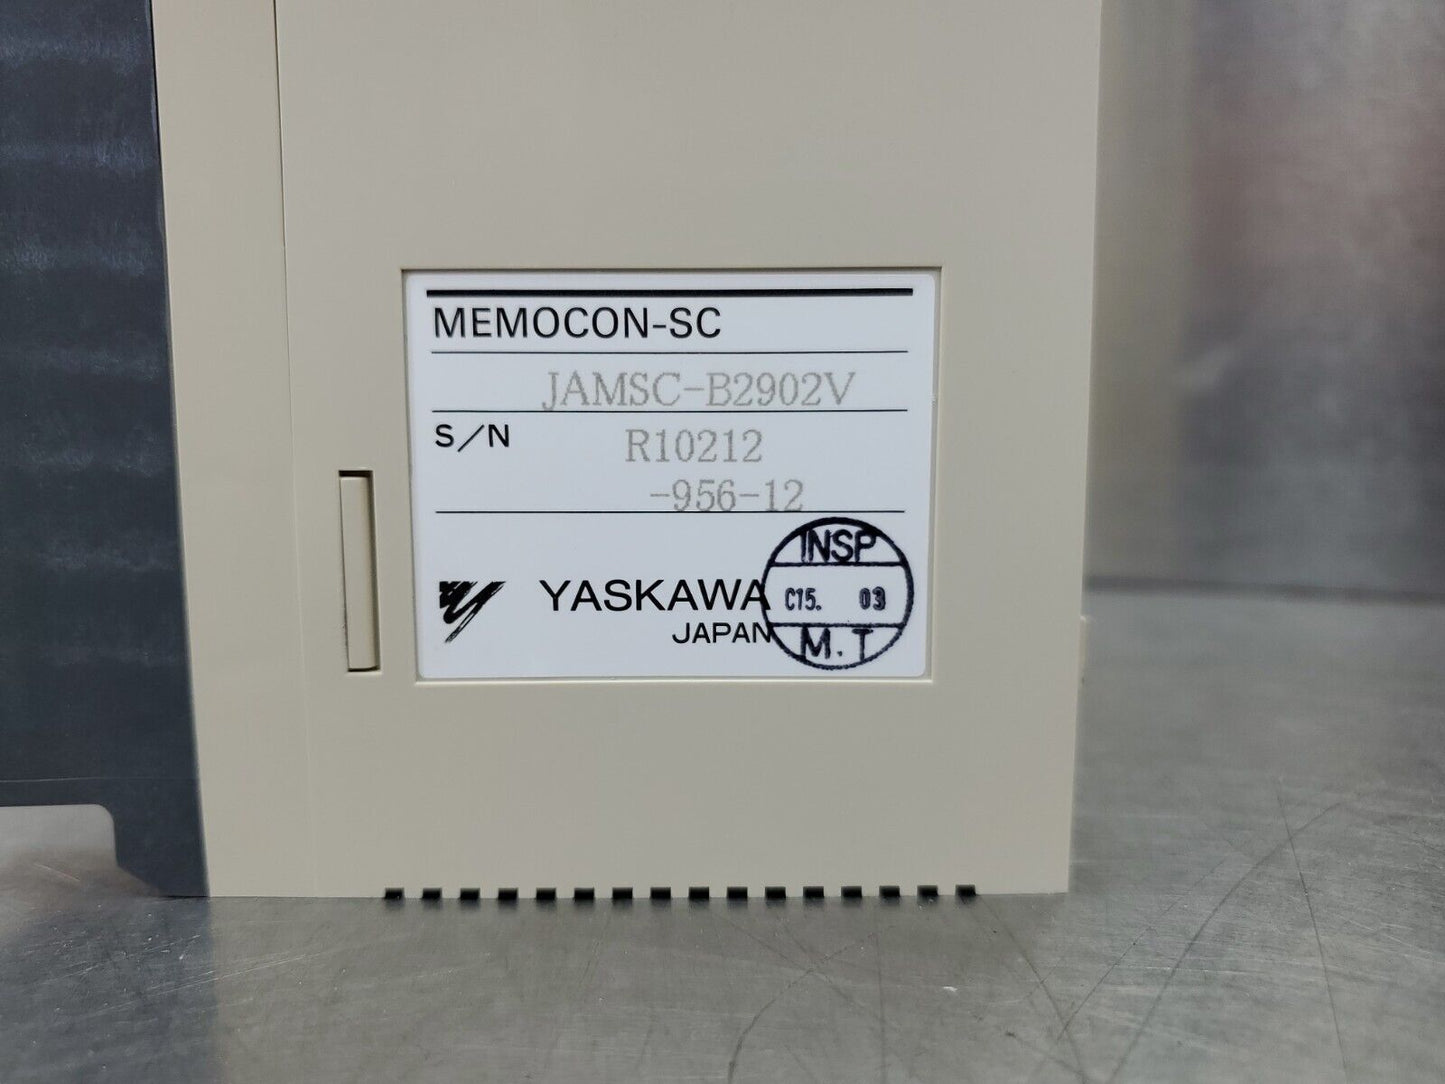 MEMOCON-SC
JAMSC-B2902V
S/N R10212
-956-12
YASKAWA
JAPAN
INSP
C15. 03
M.T